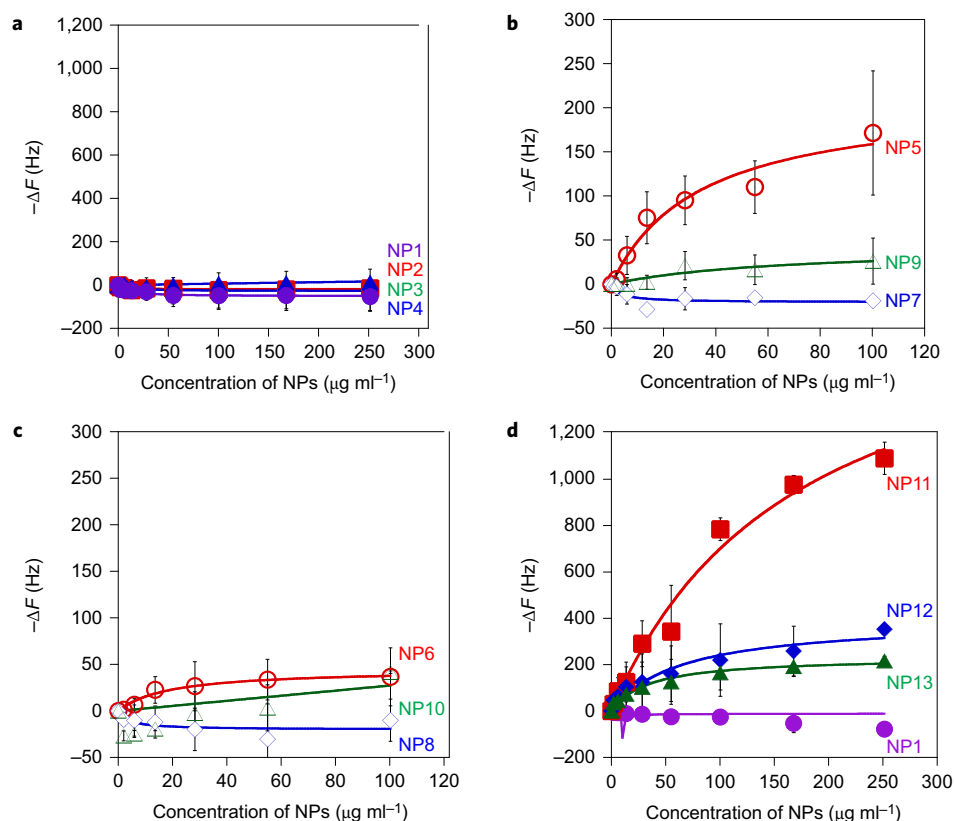 a
1,200
1,000
800
600
400
200
0
–200
–ΔF (Hz)
NP1
NP2
NP3
NP4
0 50 100 150 200 250 300
Concentration of NPs (μg ml⁻¹)
b
300
250
200
150
100
50
0
–50
–ΔF (Hz)
NP5
NP9
NP7
0 20 40 60 80 100 120
Concentration of NPs (μg ml⁻¹)
c
300
250
200
150
100
50
0
–50
–ΔF (Hz)
NP6
NP10
NP8
0 20 40 60 80 100 120
Concentration of NPs (μg ml⁻¹)
d
1,200
1,000
800
600
400
200
0
–200
–ΔF (Hz)
NP11
NP12
NP13
NP1
0 50 100 150 200 250 300
Concentration of NPs (μg ml⁻¹)